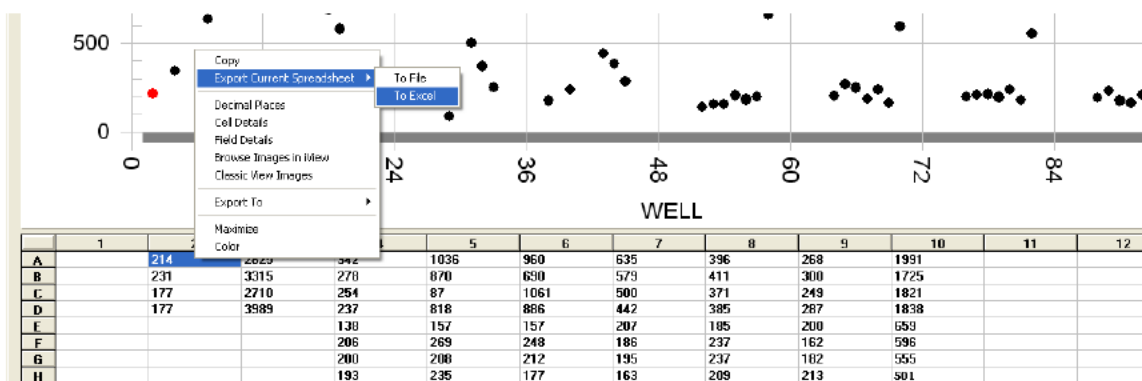 500
0
Copy
Export Current Spreadsheet
To File
To Excel
Decimal Places
Cell Details
Field Details
Browse Images in iView
Classic View Images
Export To
Maximize
Color
0 24 36 48 60 72 84
WELL
1 5 6 7 8 9 10 11 12
A 214 2829 342 1036 960 635 396 268 1991
B 231 3315 278 870 690 579 411 300 1725
C 177 2710 254 87 1061 500 371 249 1821
D 177 3989 237 818 886 442 385 287 1838
E 138 157 157 207 185 200 659
F 206 269 248 186 237 162 596
G 200 208 212 195 237 182 555
H 193 235 177 163 209 213 501